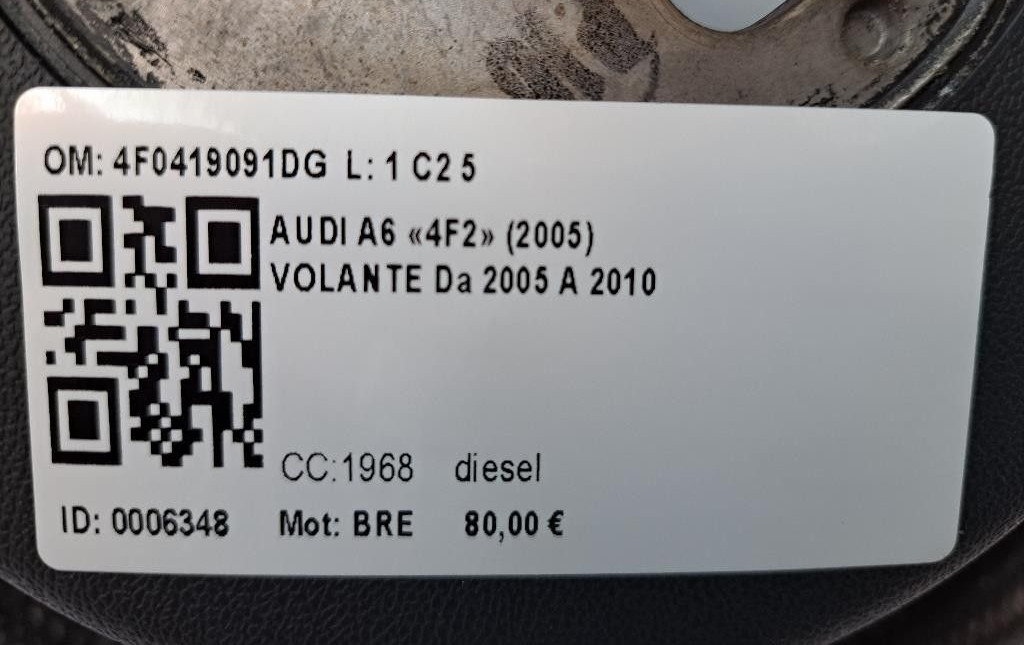 OM: 4F0419091DG L: 1 C2 5
AUDI A6 «4F2» (2005)
VOLANTE Da 2005 A 2010
CC:1968 diesel
ID: 0006348 Mot: BRE 80,00 €